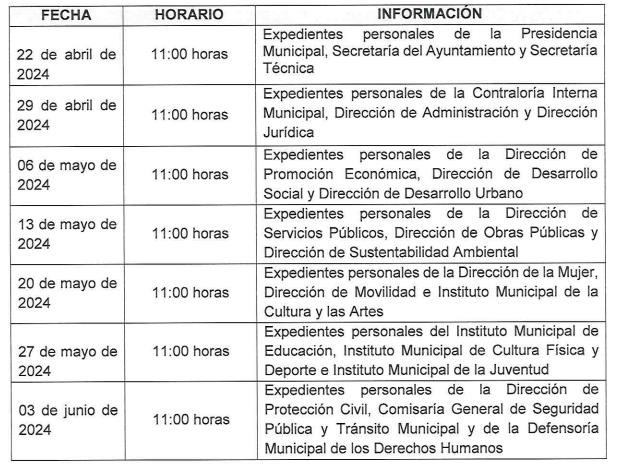 FECHA HORARIO INFORMACIÓN
22 de abril de
2024
11:00 horas
Expedientes personales de la Presidencia
Municipal, Secretaría del Ayuntamiento y Secretaría
Técnica
29 de abril de
2024
11:00 horas
Expedientes personales de la Contraloría Interna
Municipal, Dirección de Administración y Dirección
Jurídica
06 de mayo de
2024
11:00 horas
Expedientes personales de la Dirección de
Promoción Económica, Dirección de Desarrollo
Social y Dirección de Desarrollo Urbano
13 de mayo de
2024
11:00 horas
Expedientes personales de la Dirección de
Servicios Públicos, Dirección de Obras Públicas y
Dirección de Sustentabilidad Ambiental
20 de mayo de
2024
11:00 horas
Expedientes personales de la Dirección de la Mujer,
Dirección de Movilidad e Instituto Municipal de la
Cultura y las Artes
27 de mayo de
2024
11:00 horas
Expedientes personales del Instituto Municipal de
Educación, Instituto Municipal de Cultura Física y
Deporte e Instituto Municipal de la Juventud
03 de junio de
2024
11:00 horas
Expedientes personales de la Dirección de
Protección Civil, Comisaría General de Seguridad
Pública y Tránsito Municipal y de la Defensoría
Municipal de los Derechos Humanos